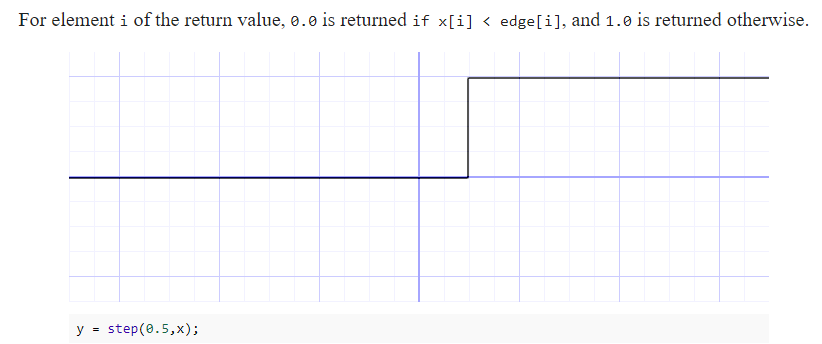 For element i of the return value, 0.0 is returned if x[i] < edge[i], and 1.0 is returned otherwise.
y = step(0.5,x);